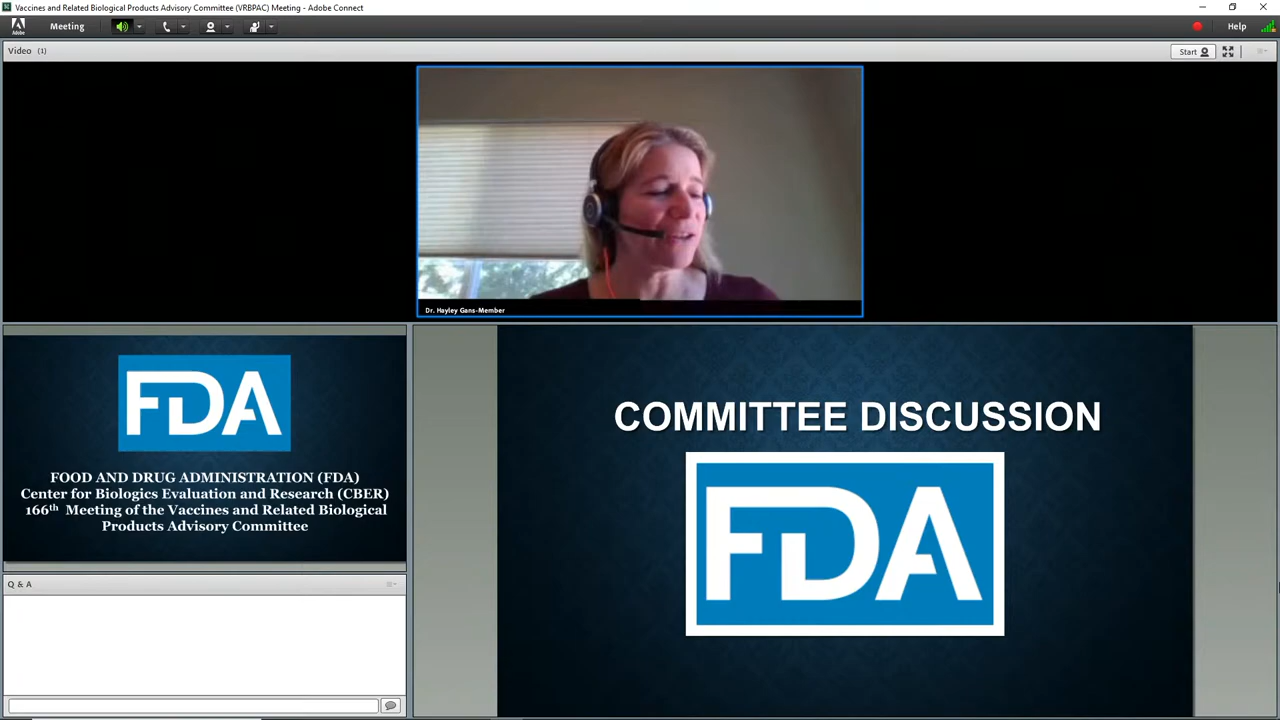 Vaccines and Related Biological Products Advisory Committee (VRBPAC) Meeting - Adobe Connect
Adobe
Meeting
Help
Video (1)
Start
Dr. Hayley Gans-Member
FDA
FOOD AND DRUG ADMINISTRATION (FDA)
Center for Biologics Evaluation and Research (CBER)
166th Meeting of the Vaccines and Related Biological
Products Advisory Committee
Q & A
COMMITTEE DISCUSSION
FDA